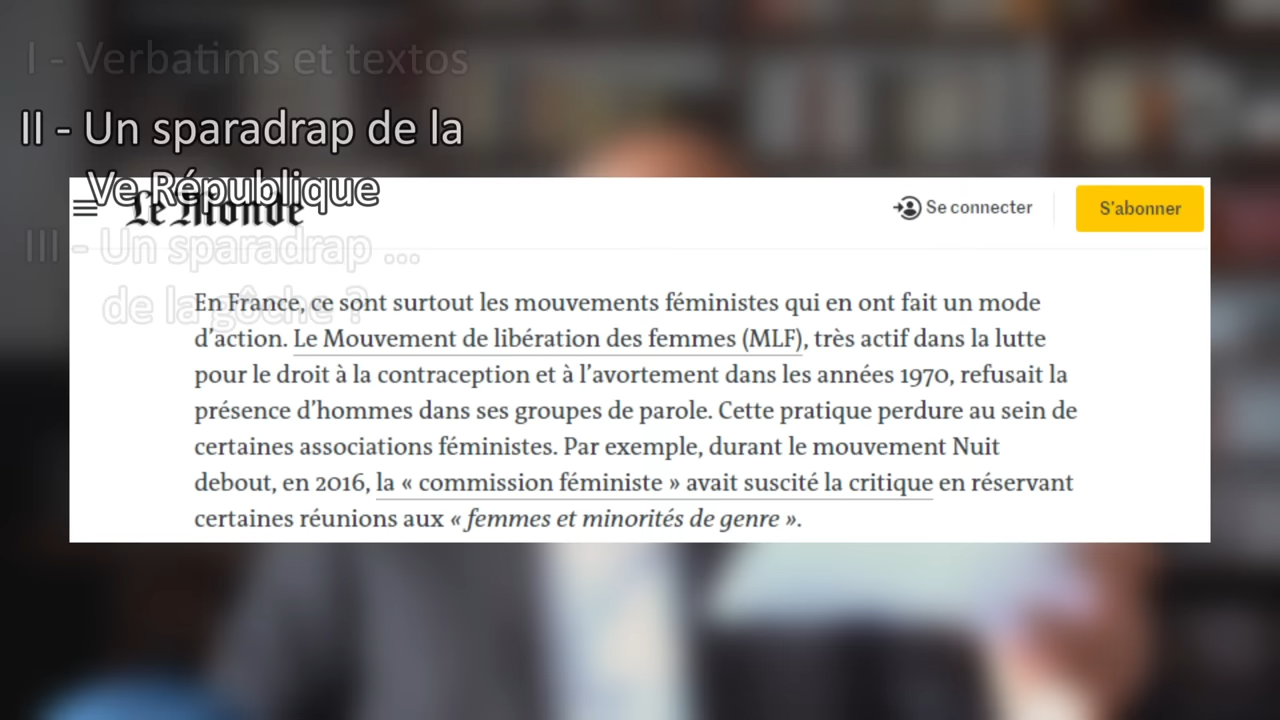 I - Verbatims et textos
II - Un sparadrap de la
Ve République
III - Un sparadrap ...
de la gôche ?
Le Monde
Se connecter
S'abonner
En France, ce sont surtout les mouvements féministes qui en ont fait un mode
d’action. Le Mouvement de libération des femmes (MLF), très actif dans la lutte
pour le droit à la contraception et à l’avortement dans les années 1970, refusait la
présence d’hommes dans ses groupes de parole. Cette pratique perdure au sein de
certaines associations féministes. Par exemple, durant le mouvement Nuit
debout, en 2016, la « commission féministe » avait suscité la critique en réservant
certaines réunions aux « femmes et minorités de genre ».